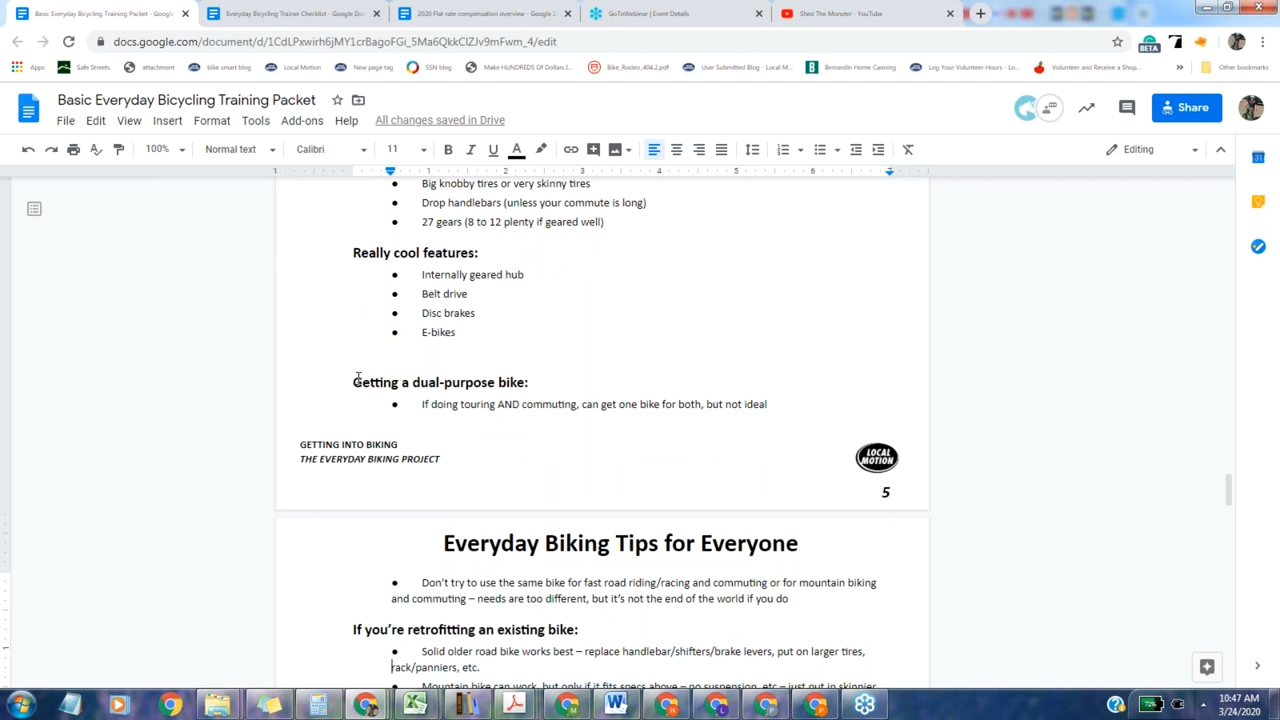 Basic Everyday Bicycling Training Packet - Google
Everyday Bicycling Trainer Checklist - Google Doc
2020 Flat rate compensation overview - Google D
GoToWebinar | Event Details
Shed The Monster - YouTube
docs.google.com/document/d/1CdLPxwirh6jMY1crBagoFGi_5Ma6QkkClZJv9mFwm_4/edit
BETA
Apps Safe Streets attachment bike smart blog Local Motion New page tag SSN blog Make HUNDREDS Of Dollars I... Bike_Rodeo_404.2.pdf User Submitted Blog - Local M... Bernardin Home Canning Log Your Volunteer Hours - Lo... Volunteer and Receive a Shop... » Other bookmarks
Basic Everyday Bicycling Training Packet
Share
File Edit View Insert Format Tools Add-ons Help All changes saved in Drive
100% Normal text Calibri 11 B I U A Editing
1 1 2 3 4 5 6 7
● Big knobby tires or very skinny tires
● Drop handlebars (unless your commute is long)
● 27 gears (8 to 12 plenty if geared well)
Really cool features:
● Internally geared hub
● Belt drive
● Disc brakes
● E-bikes
Getting a dual-purpose bike:
● If doing touring AND commuting, can get one bike for both, but not ideal
GETTING INTO BIKING
THE EVERYDAY BIKING PROJECT
LOCAL
MOTION
5
Everyday Biking Tips for Everyone
● Don’t try to use the same bike for fast road riding/racing and commuting or for mountain biking
and commuting – needs are too different, but it’s not the end of the world if you do
If you’re retrofitting an existing bike:
● Solid older road bike works best – replace handlebar/shifters/brake levers, put on larger tires,
rack/panniers, etc.
● Mountain bike can work, but only if it fits specs above – no suspension, etc – just put in skinnier
72%
10:47 AM
3/24/2020